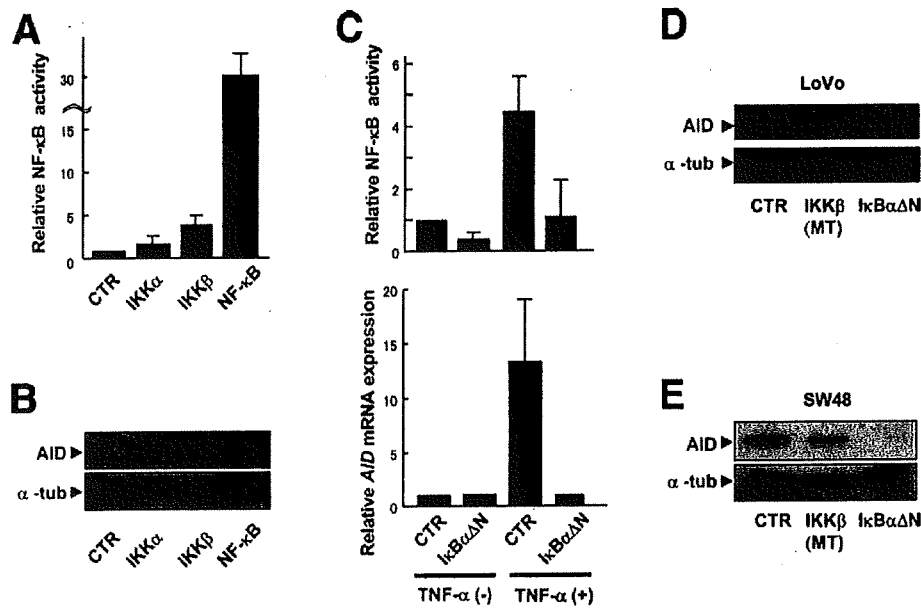 A
Relative NF-κB activity
30
15
10
5
0
CTR
IKKα
IKKβ
NF-κB
B
AID
α -tub
CTR
IKKα
IKKβ
NF-κB
C
Relative NF-κB activity
6
4
2
0
Relative AID mRNA expression
20
15
10
5
0
CTR
IκBαΔN
CTR
IκBαΔN
TNF-α (-)
TNF-α (+)
D
LoVo
AID
α -tub
CTR
IKKβ
(MT)
IκBαΔN
E
SW48
AID
α -tub
CTR
IKKβ
(MT)
IκBαΔN